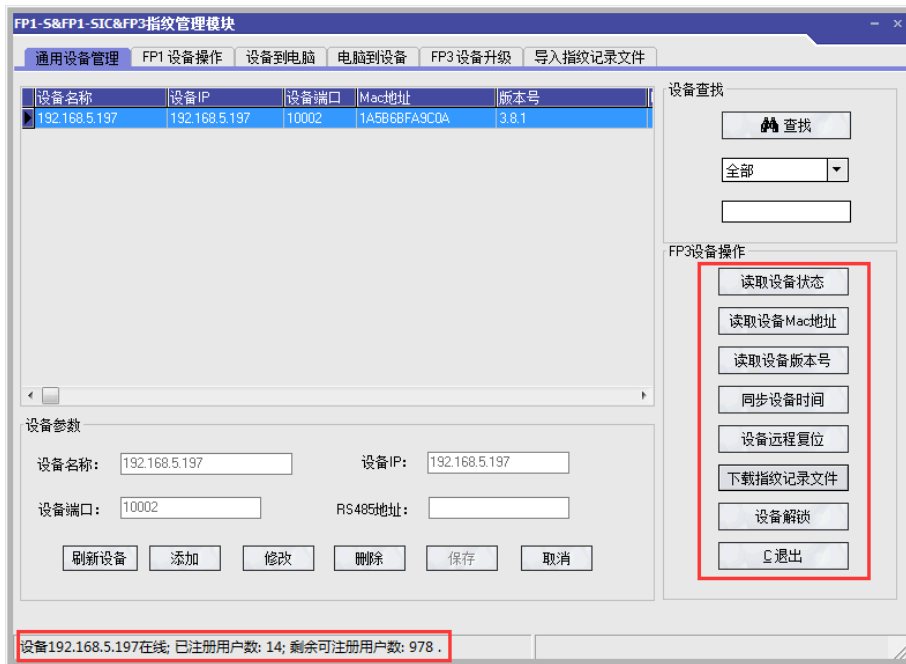 FP1-S&FP1-SIC&FP3指纹管理模块
通用设备管理 FP1设备操作 设备到电脑 电脑到设备 FP3设备升级 导入指纹记录文件
设备名称 设备IP 设备端口 Mac地址 版本号
192.168.5.197 192.168.5.197 10002 1A5B6BFA9C0A 3.8.1
设备查找
查找
全部
FP3设备操作
读取设备状态
读取设备Mac地址
读取设备版本号
同步设备时间
设备远程复位
下载指纹记录文件
设备解锁
C退出
设备参数
设备名称: 192.168.5.197 设备IP: 192.168.5.197
设备端口: 10002 RS485地址:
刷新设备 添加 修改 删除 保存 取消
设备192.168.5.197在线; 已注册用户数: 14; 剩余可注册用户数: 978 .